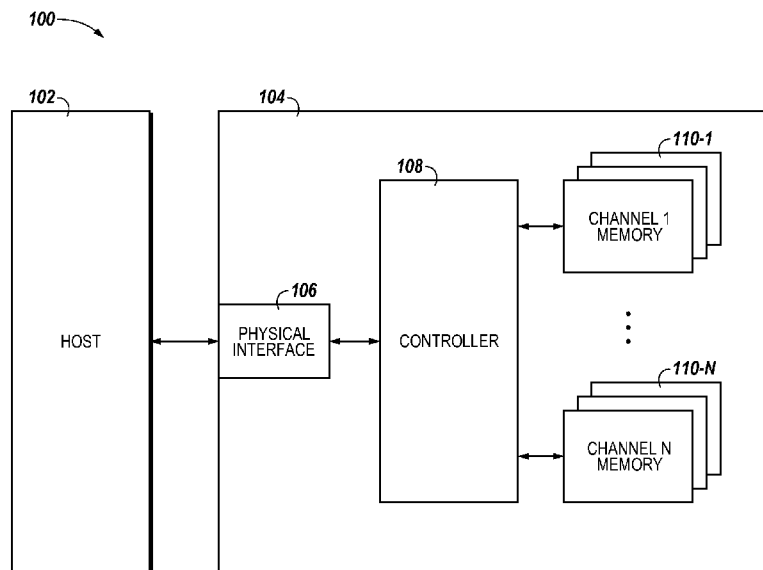 100
102
104
110-1
108
CHANNEL 1
MEMORY
106
HOST
PHYSICAL
INTERFACE
CONTROLLER
110-N
CHANNEL N
MEMORY